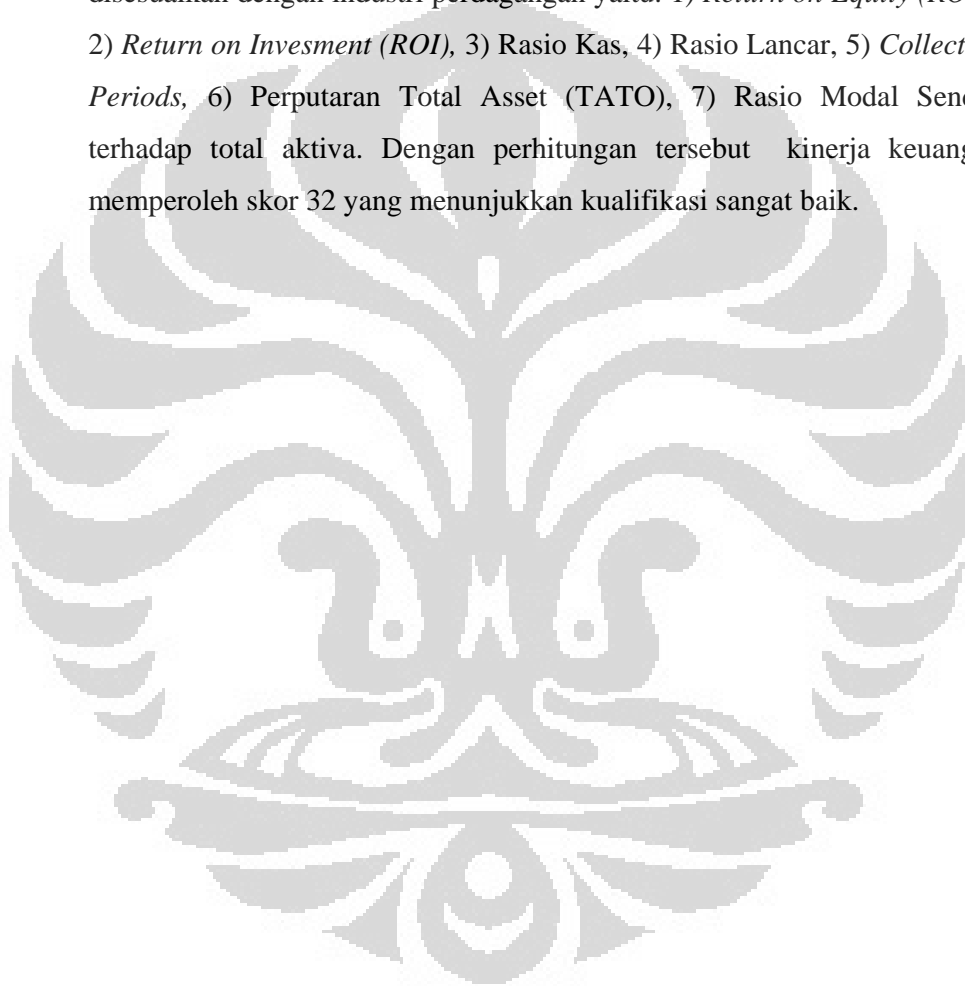 disesuaikan dengan industri perdagangan yaitu: 1) Return on Equity (RO
2) Return on Invesment (ROI), 3) Rasio Kas, 4) Rasio Lancar, 5) Collect
Periods, 6) Perputaran Total Asset (TATO), 7) Rasio Modal Send
terhadap total aktiva. Dengan perhitungan tersebut kinerja keuang
memperoleh skor 32 yang menunjukkan kualifikasi sangat baik.